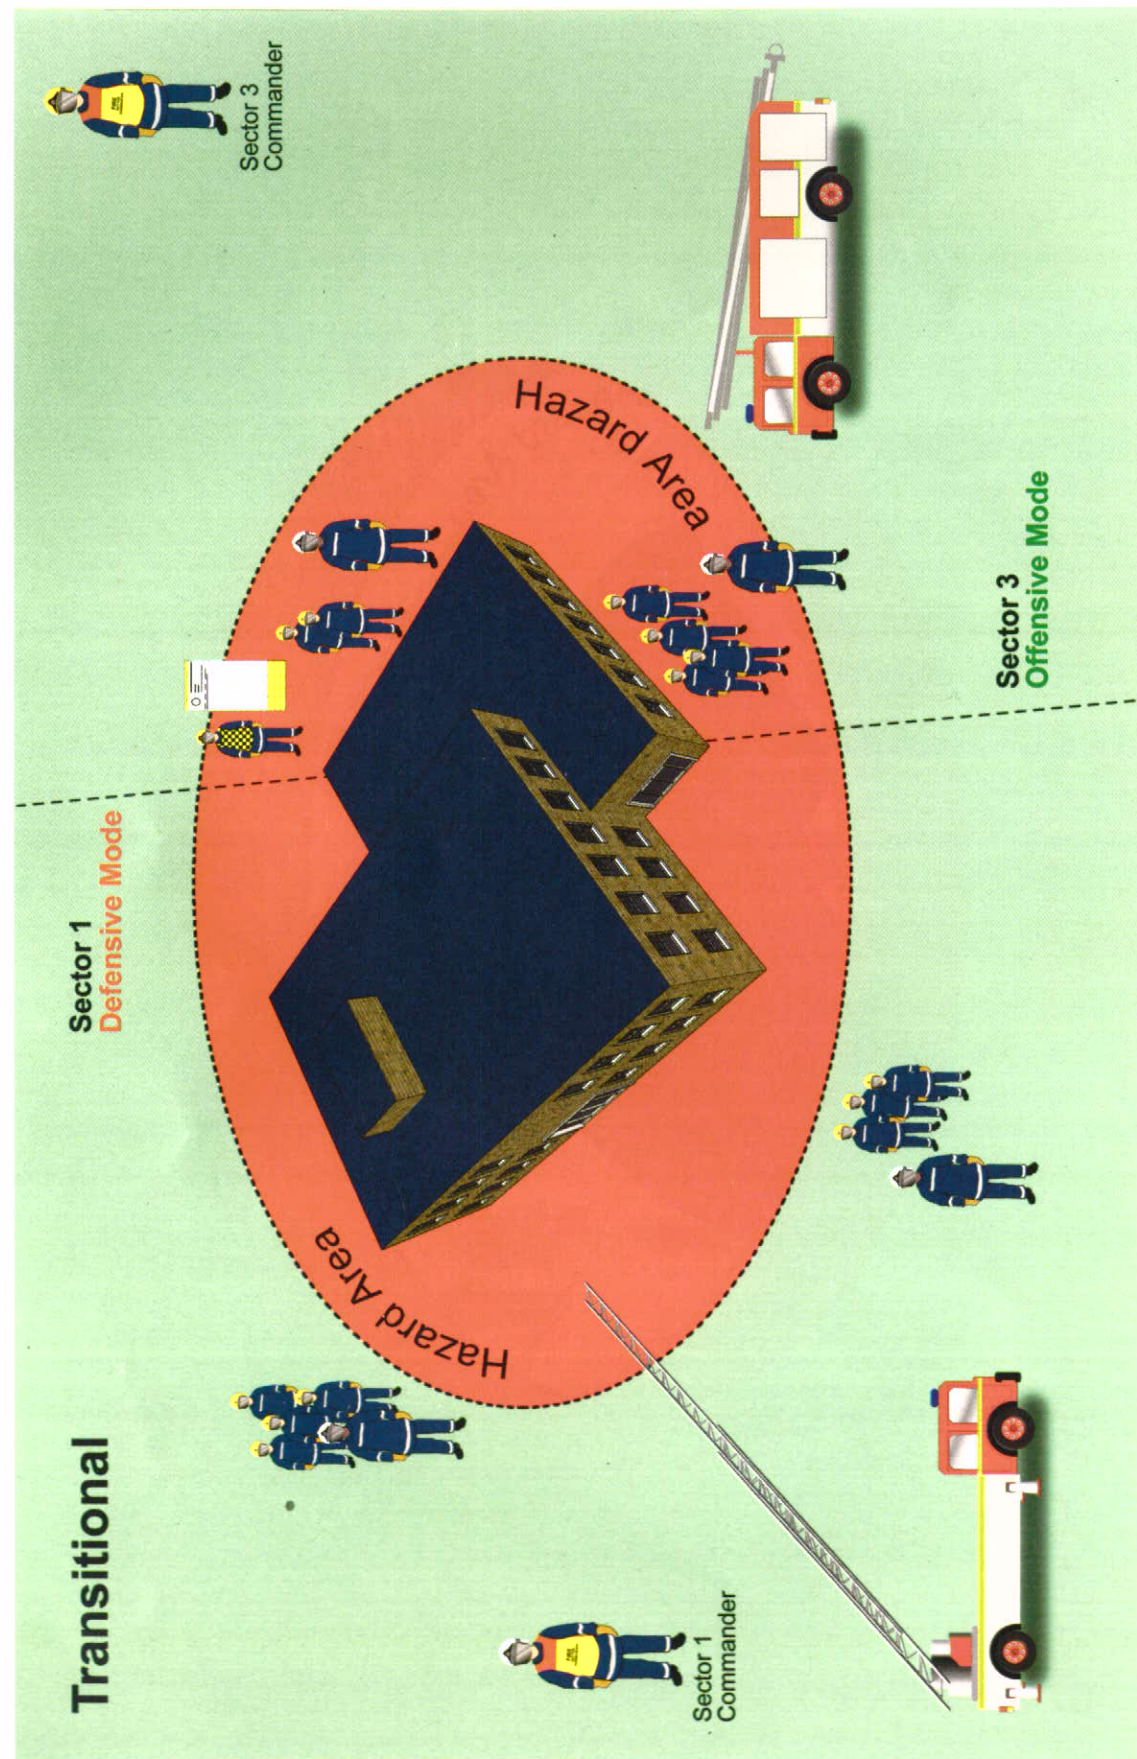 Transitional
Sector 1
Defensive Mode
Sector 3
Commander
Hazard Area
Hazard Area
Sector 1
Commander
Sector 3
Offensive Mode